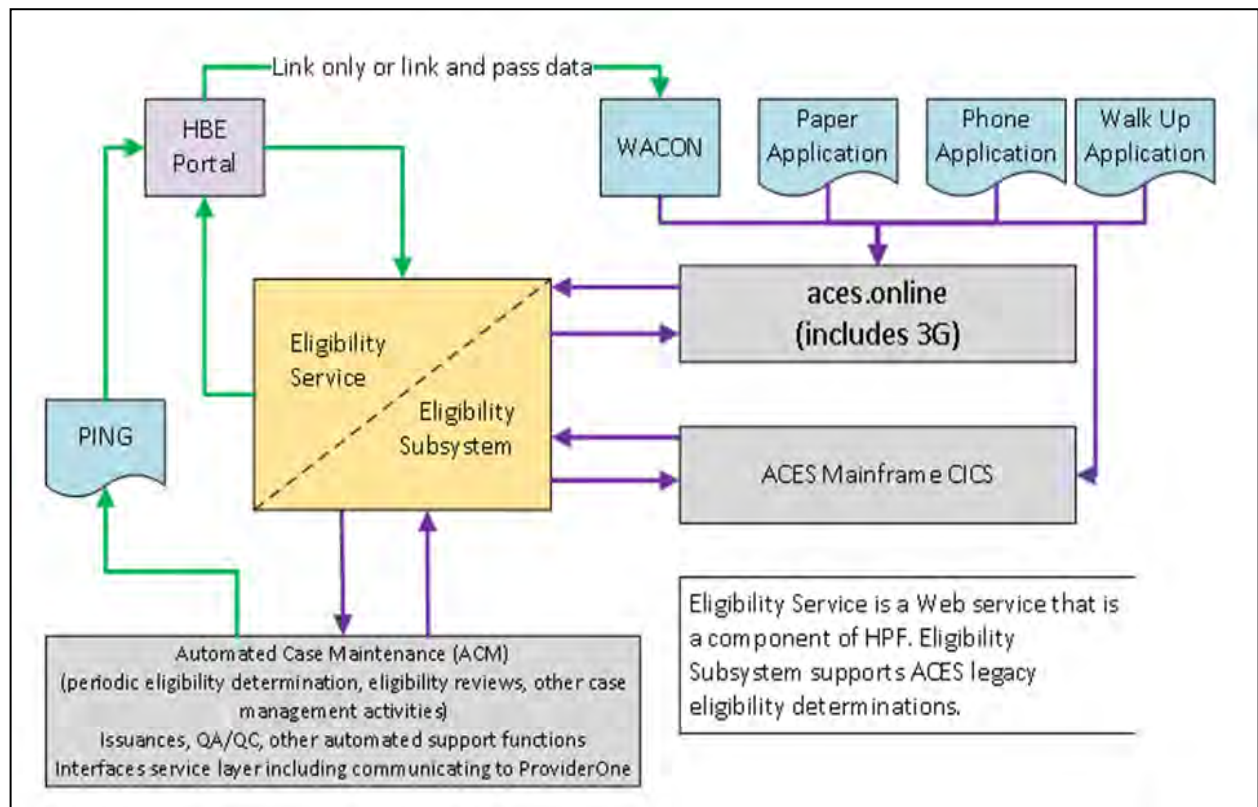 Link only or link and pass data
HBE
Portal
WACON
Paper
Application
Phone
Application
Walk Up
Application
aces.online
(includes 3G)
Eligibility
Service
Eligibility
Subsystem
PING
ACES Mainframe CICS
Automated Case Maintenance (ACM)
(periodic eligibility determination, eligibility reviews, other case
management activities)
Issuances, QA/QC, other automated support functions
Interfaces service layer including communicating to ProviderOne
Eligibility Service is a Web service that is
a component of HPF. Eligibility
Subsystem supports ACES legacy
eligibility determinations.